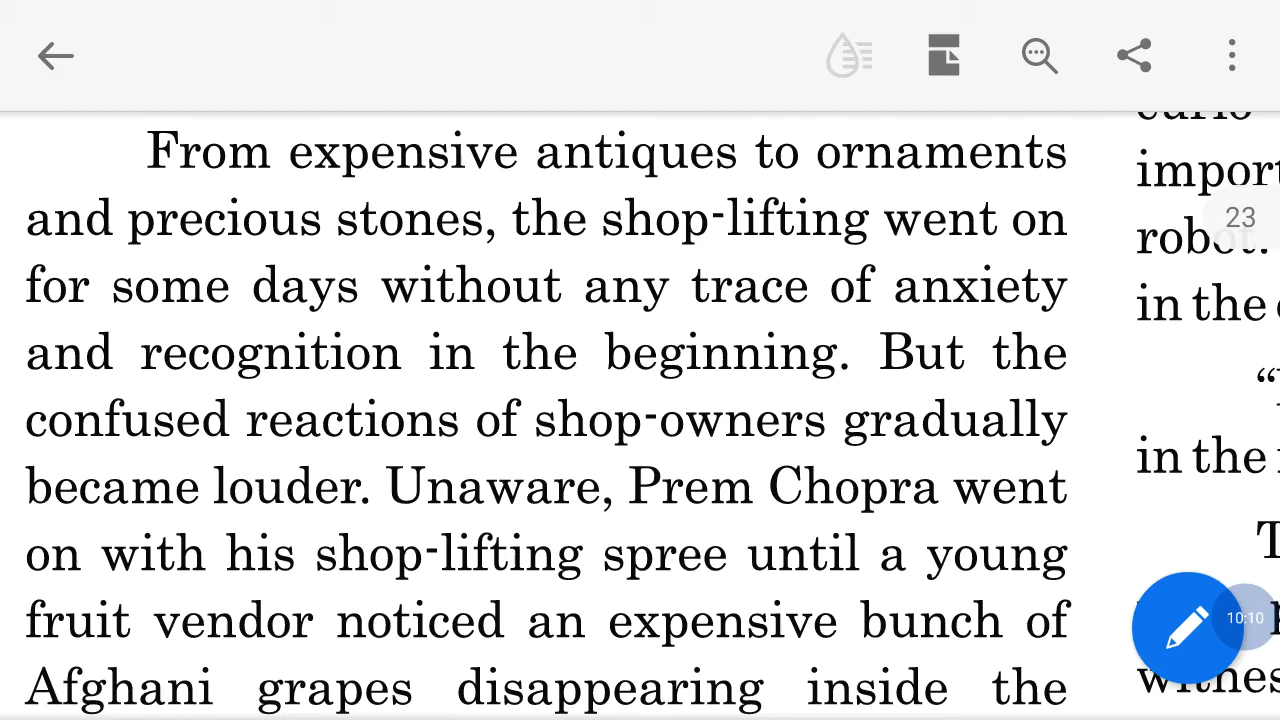 From expensive antiques to ornaments
and precious stones, the shop-lifting went on
for some days without any trace of anxiety
and recognition in the beginning. But the
confused reactions of shop-owners gradually
became louder. Unaware, Prem Chopra went
on with his shop-lifting spree until a young
fruit vendor noticed an expensive bunch of
Afghani grapes disappearing inside the
23
robot.
in the
in the
10:10